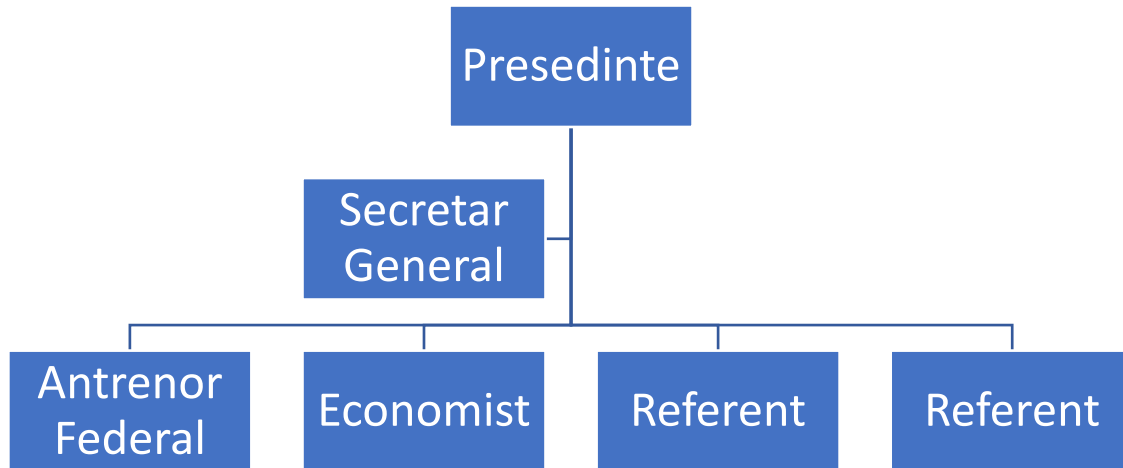 Presedinte
Secretar
General
Antrenor
Federal
Economist
Referent
Referent